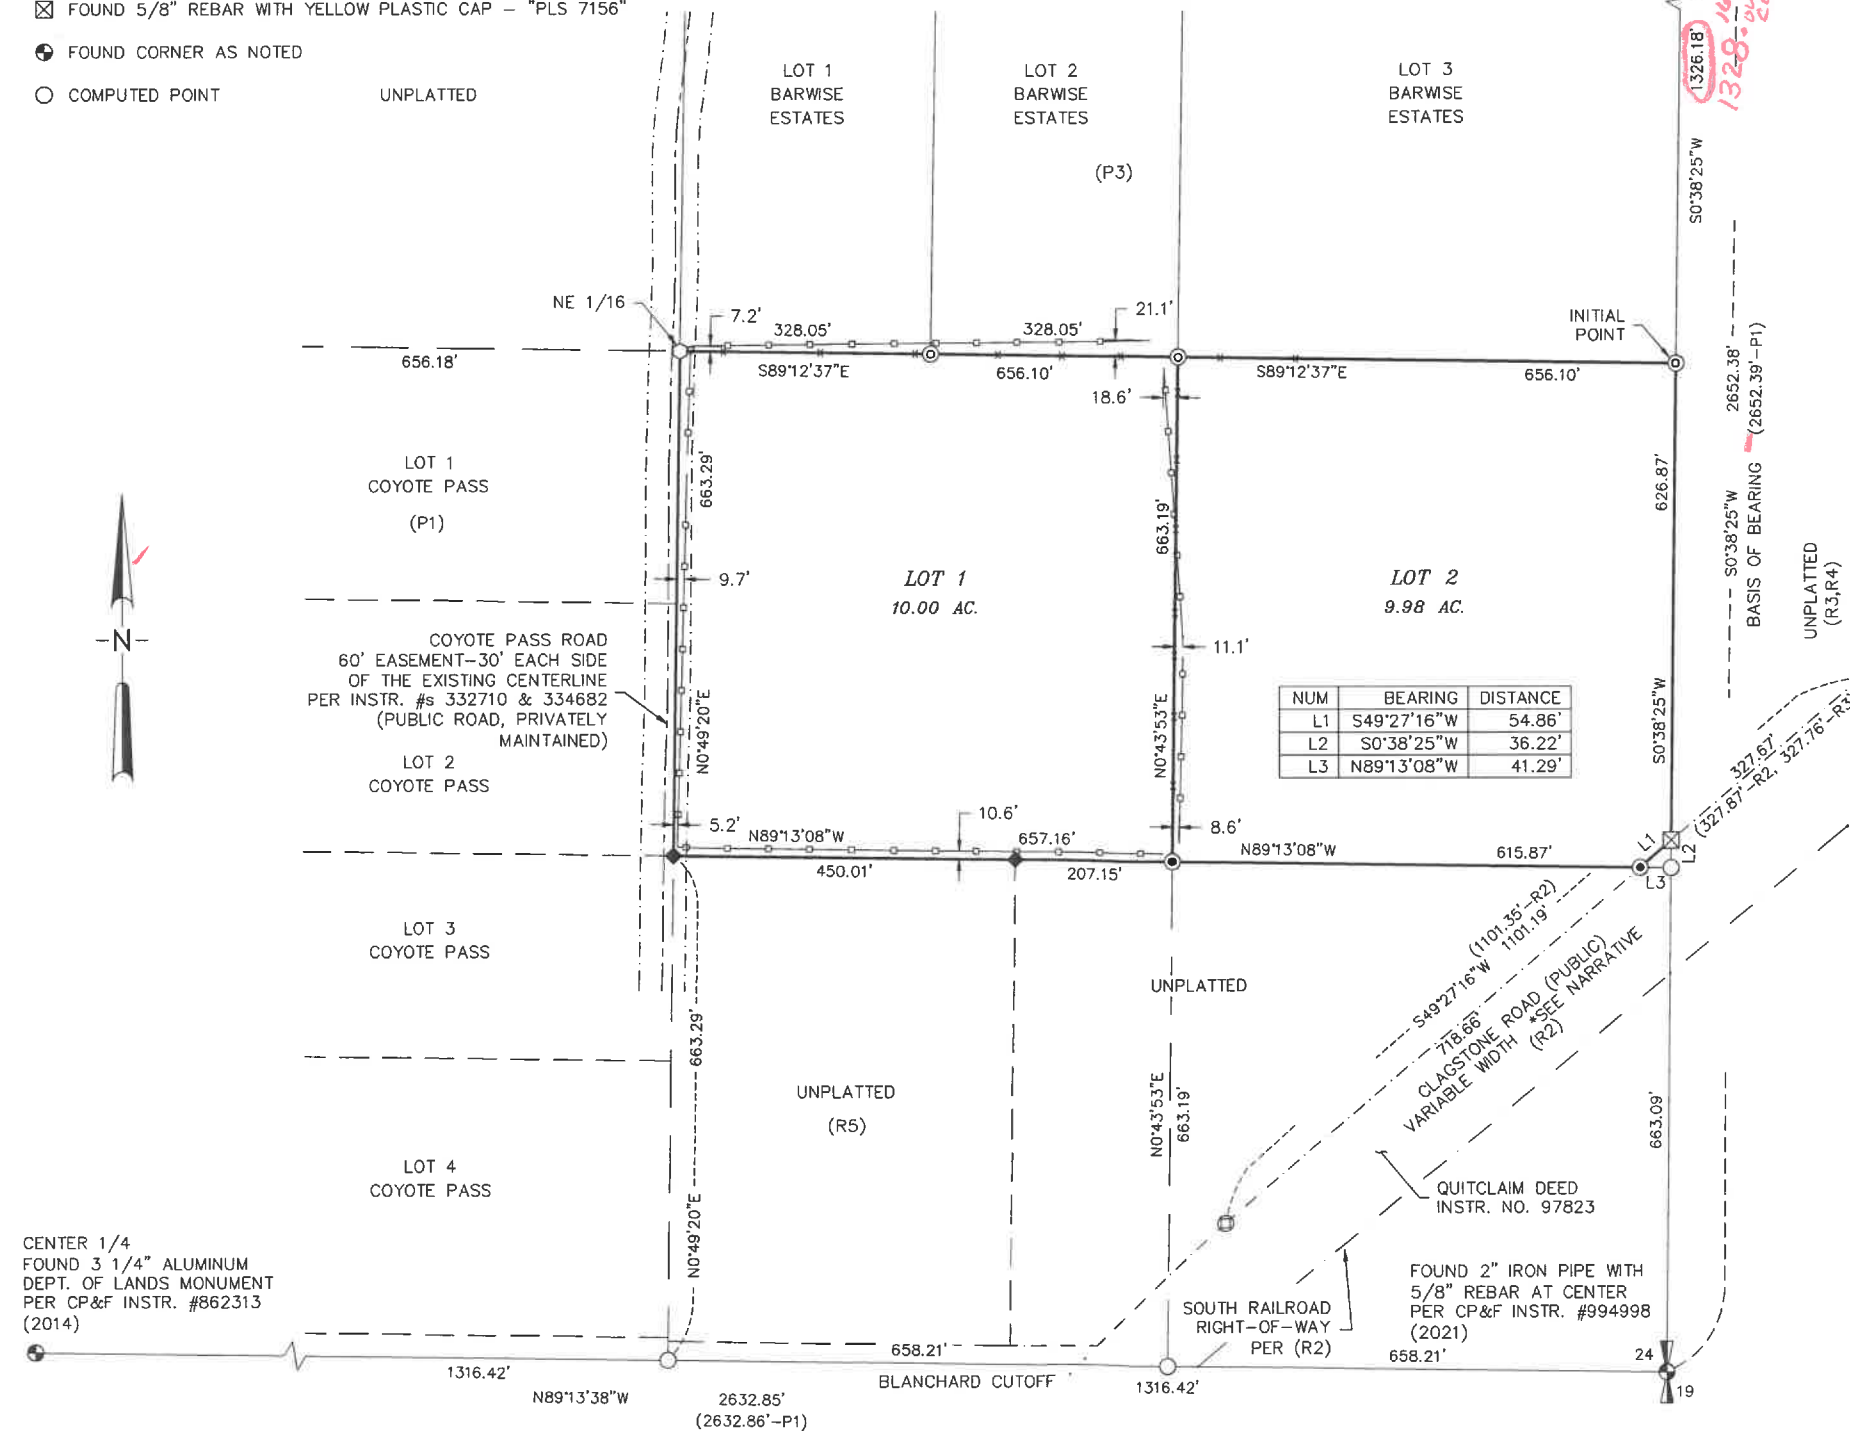 FOUND 5/8" REBAR WITH YELLOW PLASTIC CAP – "PLS 7156"
FOUND CORNER AS NOTED
COMPUTED POINT
UNPLATTED
LOT 1
BARWISE
ESTATES
LOT 2
BARWISE
ESTATES
(P3)
LOT 3
BARWISE
ESTATES
1326.18'
1328.
S0°38'25"W
NE 1/16
7.2'
328.05'
328.05'
21.1'
INITIAL
POINT
656.18'
S89°12'37"E
656.10'
S89°12'37"E
656.10'
18.6'
2652.38'
(2652.39'-P1)
S0°38'25"W
BASIS OF BEARING
LOT 1
COYOTE PASS
(P1)
663.29'
663.19'
626.87'
UNPLATTED
(R3,R4)
-N-
9.7'
LOT 1
10.00 AC.
LOT 2
9.98 AC.
COYOTE PASS ROAD
60' EASEMENT-30' EACH SIDE
OF THE EXISTING CENTERLINE
PER INSTR. #s 332710 & 334682
(PUBLIC ROAD, PRIVATELY
MAINTAINED)
11.1'
N0°49'20"E
N0°43'53"E
S0°38'25"W
NUM BEARING DISTANCE
L1 S49°27'16"W 54.86'
L2 S0°38'25"W 36.22'
L3 N89°13'08"W 41.29'
327.67'
(327.87'-R2, 327.76'-R3
LOT 2
COYOTE PASS
5.2'
N89°13'08"W
10.6'
657.16'
8.6'
N89°13'08"W
615.87'
L1
L2
L3
450.01'
207.15'
LOT 3
COYOTE PASS
UNPLATTED
(1101.35'-R2)
S49°27'16"W 1101.19'
718.66'
CLAGSTONE ROAD (PUBLIC)
VARIABLE WIDTH *SEE NARRATIVE
(R2)
663.29'
UNPLATTED
(R5)
N0°43'53"E
663.19'
663.09'
LOT 4
COYOTE PASS
N0°49'20"E
QUITCLAIM DEED
INSTR. NO. 97823
CENTER 1/4
FOUND 3 1/4" ALUMINUM
DEPT. OF LANDS MONUMENT
PER CP&F INSTR. #862313
(2014)
SOUTH RAILROAD
RIGHT-OF-WAY
PER (R2)
FOUND 2" IRON PIPE WITH
5/8" REBAR AT CENTER
PER CP&F INSTR. #994998
(2021)
658.21'
658.21'
24
19
1316.42'
BLANCHARD CUTOFF
1316.42'
N89°13'38"W
2632.85'
(2632.86'-P1)